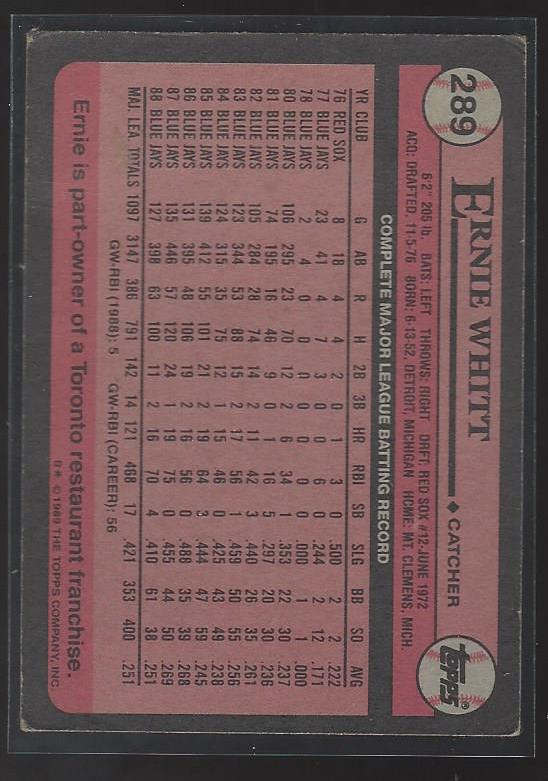 289
ERNIE WHITT
◆ CATCHER
topps®
6'2" 205 lb. BATS: LEFT THROWS: RIGHT DRAFT: RED SOX #12-JUNE 1972
ACQ: DRAFTED, 11-5-76 BORN: 6-13-52, DETROIT, MICHIGAN HOME: MT. CLEMENS, MICH.
COMPLETE MAJOR LEAGUE BATTING RECORD
YR CLUB G AB R H 2B 3B HR RBI SB SLG BB SO AVG
76 RED SOX 8 18 4 4 2 0 1 3 0 .500 2 2 .222
77 BLUE JAYS 23 41 4 7 3 0 0 6 0 .244 2 12 .171
78 BLUE JAYS 2 4 0 0 0 0 0 0 0 .000 1 1 .000
80 BLUE JAYS 106 295 23 70 12 2 6 34 1 .353 22 30 .237
81 BLUE JAYS 74 195 16 46 9 0 1 16 5 .297 20 30 .236
82 BLUE JAYS 105 284 28 74 14 2 11 42 3 .440 26 35 .261
83 BLUE JAYS 123 344 53 88 15 2 17 56 1 .459 50 55 .256
84 BLUE JAYS 124 315 35 75 12 1 15 46 0 .425 43 49 .238
85 BLUE JAYS 139 412 55 101 21 2 19 64 3 .444 47 59 .245
86 BLUE JAYS 131 395 48 106 19 2 16 56 0 .488 35 39 .268
87 BLUE JAYS 135 446 57 120 24 1 19 75 0 .455 44 50 .269
88 BLUE JAYS 127 398 63 100 11 2 16 70 4 .410 61 38 .251
MAJ. LEA. TOTALS 1097 3147 386 791 142 14 121 468 17 .421 353 400 .251
GW-RBI (1988): 5 GW-RBI (CAREER): 56
Ernie is part-owner of a Toronto restaurant franchise.
B* © 1989 THE TOPPS COMPANY, INC.